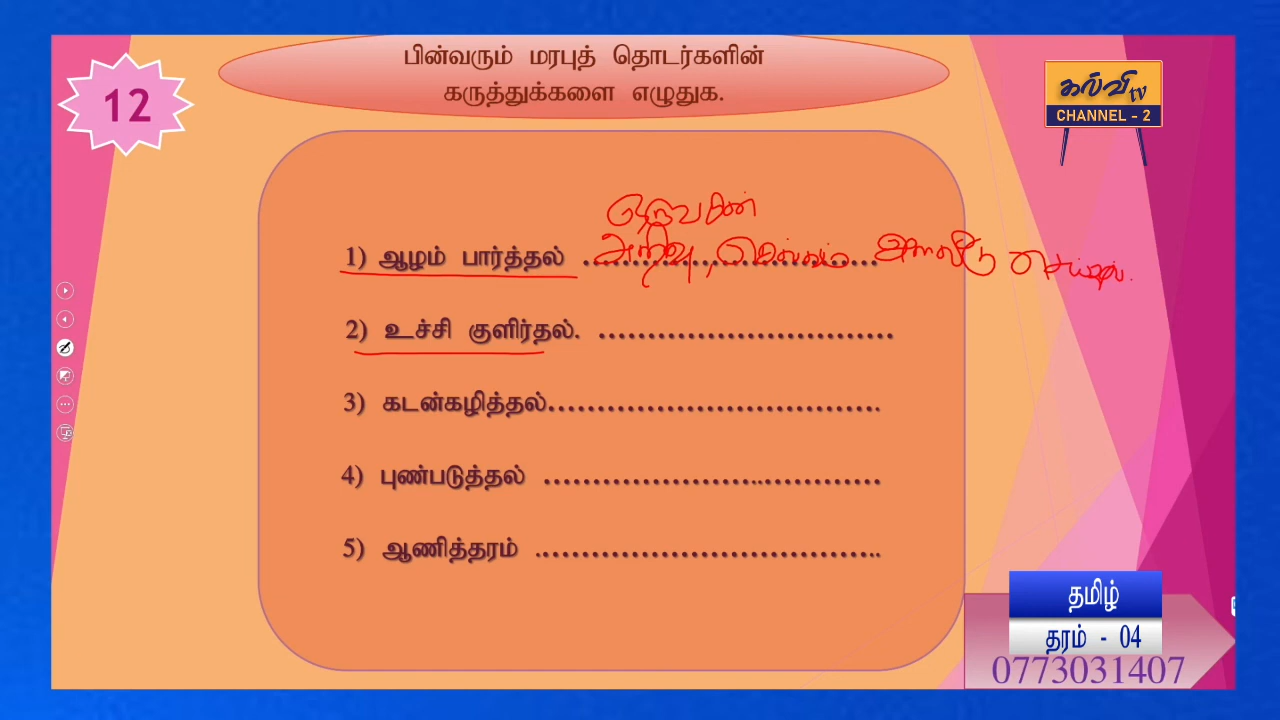 பின்வரும் மரபுத் தொடர்களின்
கருத்துக்களை எழுதுக.
12
கல்வி tv
CHANNEL - 2
ஒருவகன்
1) ஆழம் பார்த்தல் ................................ அறிவு, செல்வம் அளவீடு செய்தல்.
2) உச்சி குளிர்தல். ................................
3) கடன்கழித்தல்...................................
4) புண்படுத்தல் ...................................
5) ஆணித்தரம் ....................................
தமிழ்
தரம் - 04
0773031407